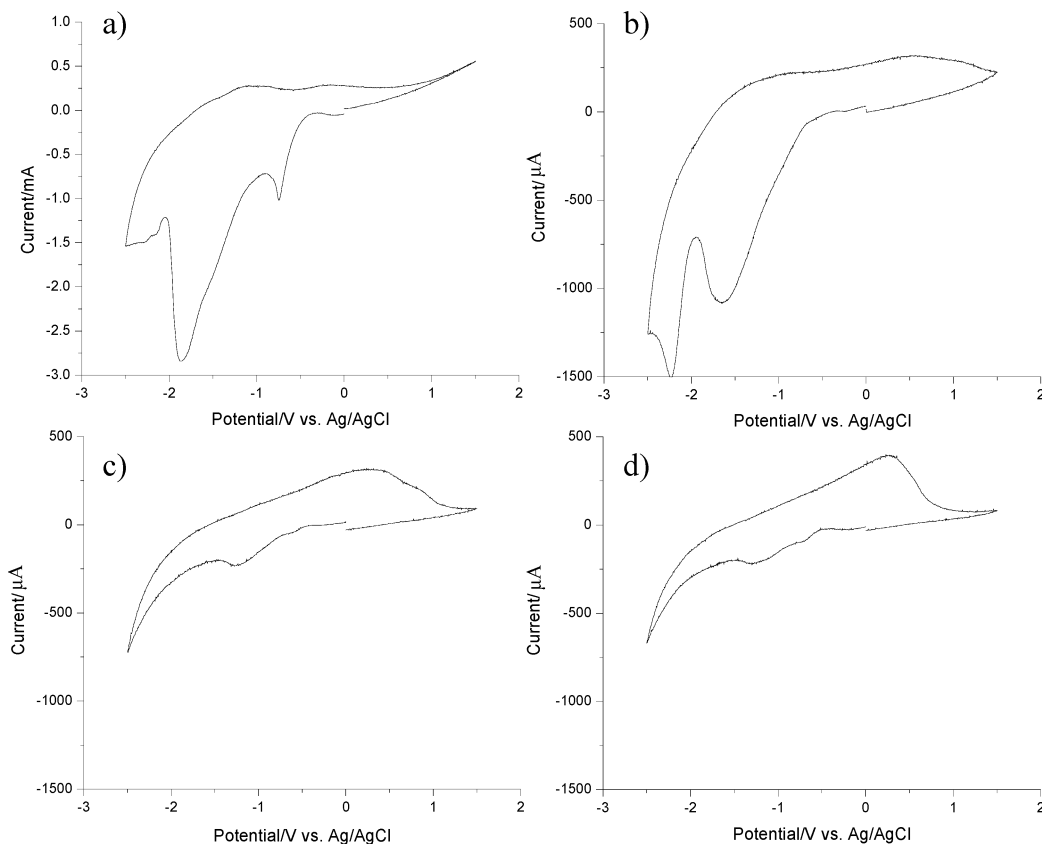 a)
1.0
0.5
0.0
-0.5
-1.0
-1.5
-2.0
-2.5
-3.0
Current/mA
-3 -2 -1 0 1 2
Potential/V vs. Ag/AgCl
b)
500
0
-500
-1000
-1500
Current/ μA
-3 -2 -1 0 1 2
Potential/V vs. Ag/AgCl
c)
500
0
-500
-1000
-1500
Current/ μA
-3 -2 -1 0 1 2
Potential/V vs. Ag/AgCl
d)
500
0
-500
-1000
-1500
Current/ μA
-3 -2 -1 0 1 2
Potential/V vs. Ag/AgCl